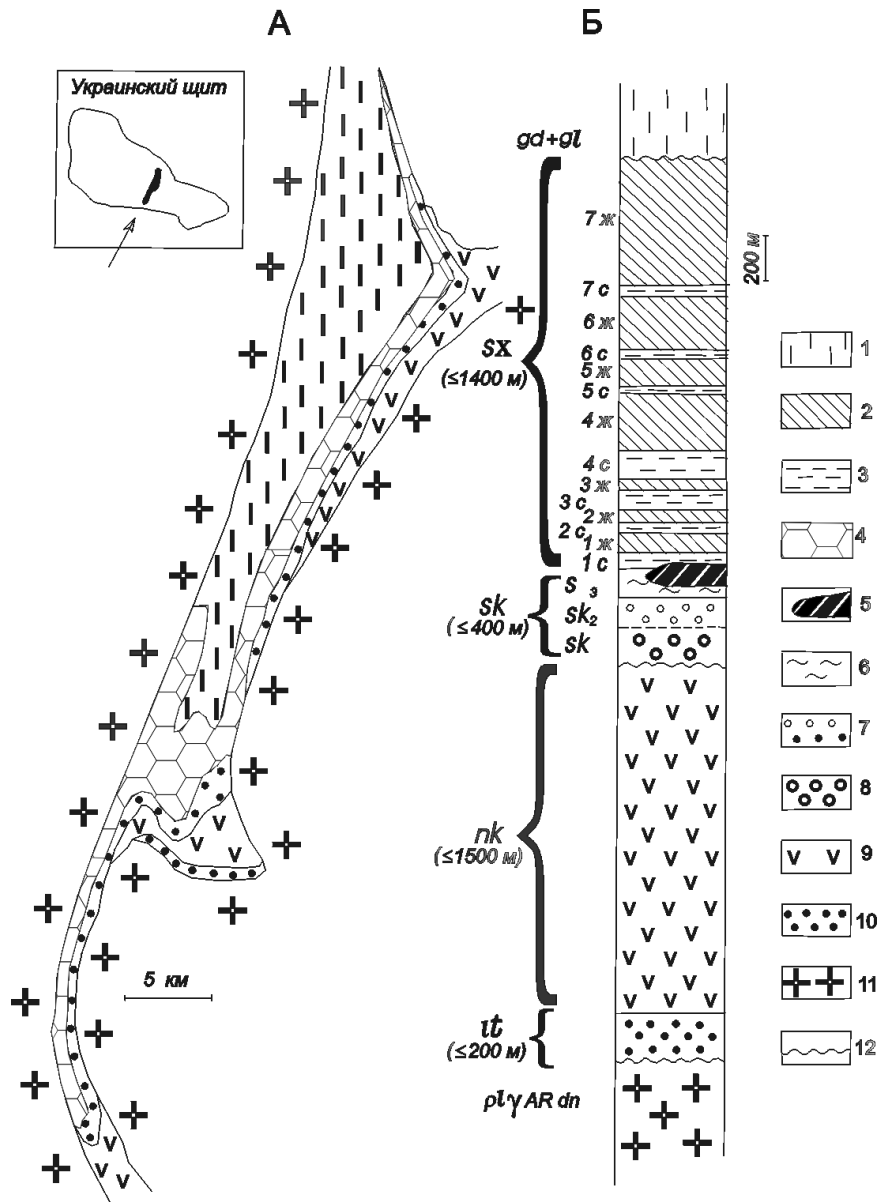 А
Б
Украинский щит
gd+gl
7 ж
7 с
6 ж
6 с
5 ж
5 с
4 ж
4 с
3 ж
3 с
2 ж
2 с
1 ж
1 с
sx
(≤1400 м)
s 3
sk2
sk
sk
(≤400 м)
nk
(≤1500 м)
ıt
(≤200 м)
ρlγ AR dn
5 км
200 м
1
2
3
4
5
6
7
8
9
10
11
12